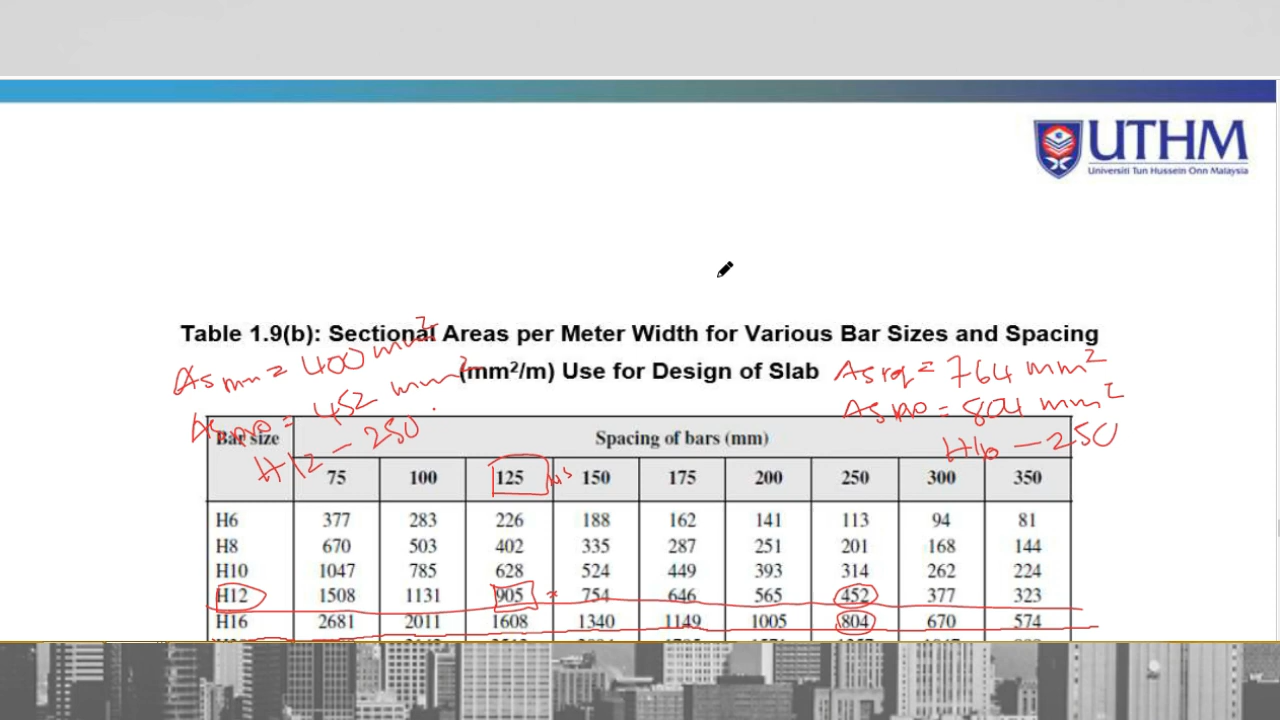 UTHM
Universiti Tun Hussein Onn Malaysia
Table 1.9(b): Sectional Areas per Meter Width for Various Bar Sizes and Spacing
(mm²/m) Use for Design of Slab
As min = 400 mm²
As pro = 452 mm²
H12 - 250
As rq = 764 mm²
As pro = 804 mm²
H16 - 250
Bar size Spacing of bars (mm)
75 100 125 150 175 200 250 300 350
H6 377 283 226 188 162 141 113 94 81
H8 670 503 402 335 287 251 201 168 144
H10 1047 785 628 524 449 393 314 262 224
H12 1508 1131 905 754 646 565 452 377 323
H16 2681 2011 1608 1340 1149 1005 804 670 574